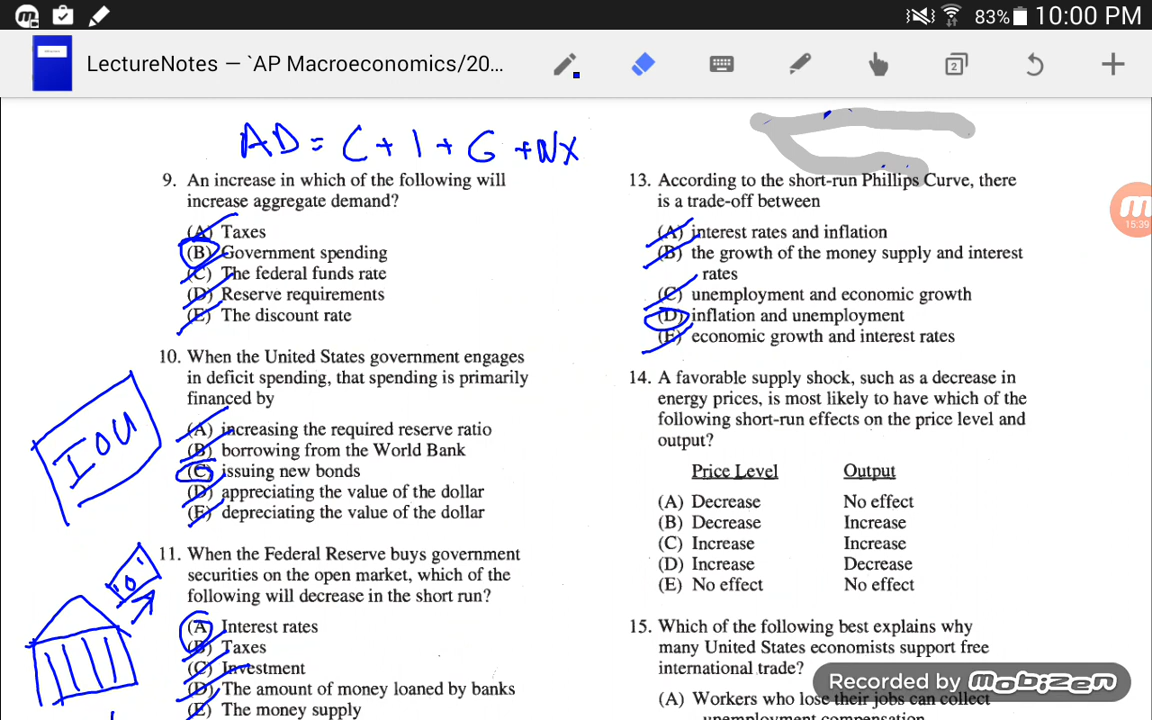 83% 10:00 PM
LectureNotes — `AP Macroeconomics/20...
2
AD = C + I + G + NX
9. An increase in which of the following will
increase aggregate demand?
(A) Taxes
(B) Government spending
(C) The federal funds rate
(D) Reserve requirements
(E) The discount rate
10. When the United States government engages
in deficit spending, that spending is primarily
financed by
(A) increasing the required reserve ratio
(B) borrowing from the World Bank
(C) issuing new bonds
(D) appreciating the value of the dollar
(E) depreciating the value of the dollar
IOU
11. When the Federal Reserve buys government
securities on the open market, which of the
following will decrease in the short run?
(A) Interest rates
(B) Taxes
(C) Investment
(D) The amount of money loaned by banks
(E) The money supply
13. According to the short-run Phillips Curve, there
is a trade-off between
(A) interest rates and inflation
(B) the growth of the money supply and interest
rates
(C) unemployment and economic growth
(D) inflation and unemployment
(E) economic growth and interest rates
14. A favorable supply shock, such as a decrease in
energy prices, is most likely to have which of the
following short-run effects on the price level and
output?
Price Level Output
(A) Decrease No effect
(B) Decrease Increase
(C) Increase Increase
(D) Increase Decrease
(E) No effect No effect
15. Which of the following best explains why
many United States economists support free
international trade?
(A) Workers who lose their jobs can collect
unemployment compensation
15:39
Recorded by mobizen